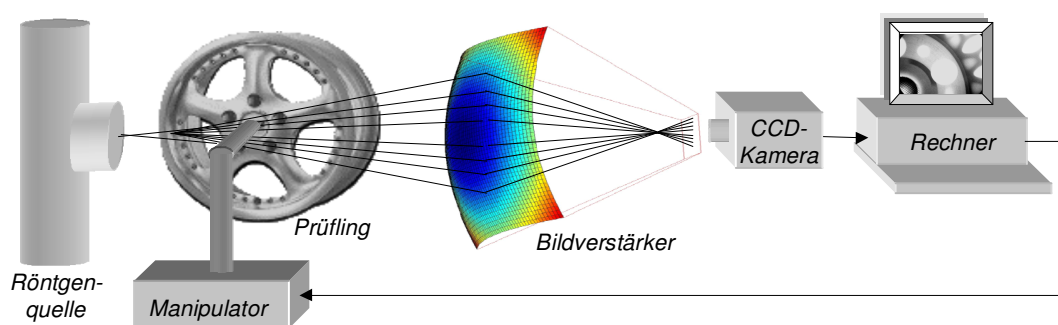 Röntgen-
quelle
Manipulator
Prüfling
Bildverstärker
CCD-
Kamera
Rechner